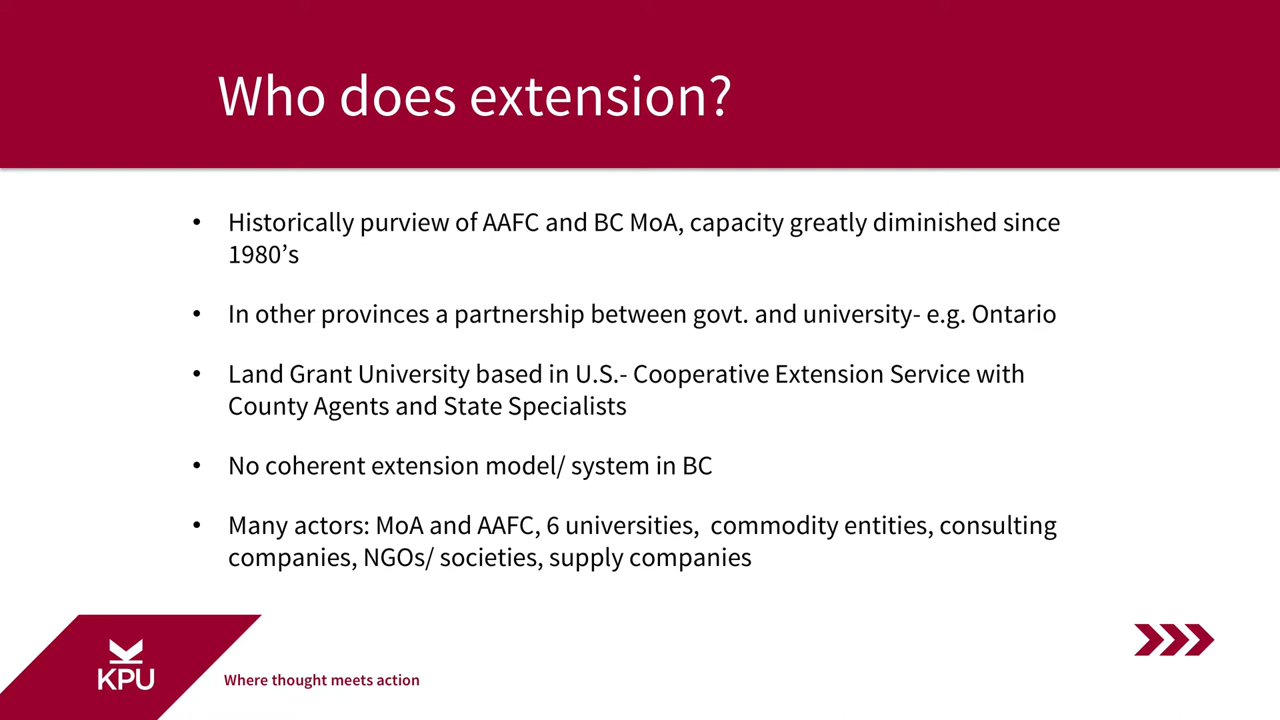 Who does extension?
• Historically purview of AAFC and BC MoA, capacity greatly diminished since
1980’s
• In other provinces a partnership between govt. and university- e.g. Ontario
• Land Grant University based in U.S.- Cooperative Extension Service with
County Agents and State Specialists
• No coherent extension model/ system in BC
• Many actors: MoA and AAFC, 6 universities,  commodity entities, consulting
companies, NGOs/ societies, supply companies
KPU
Where thought meets action